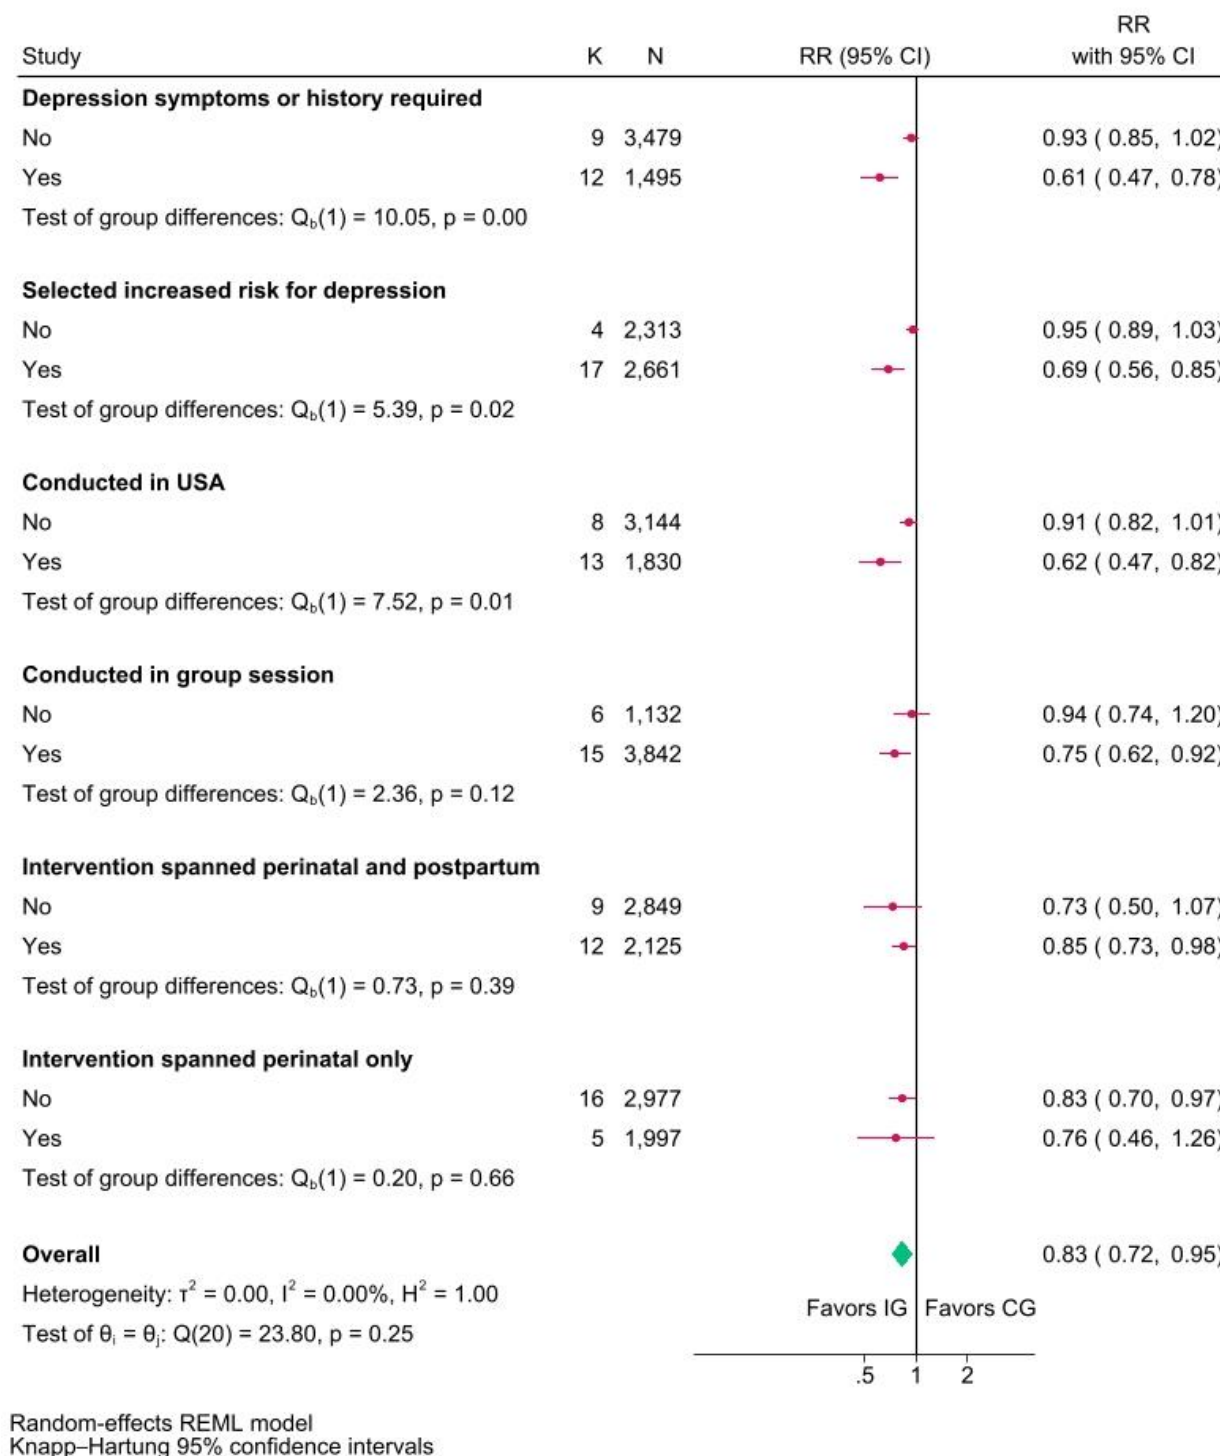 RR
Study K N RR (95% CI) with 95% CI
Depression symptoms or history required
No 9 3,479 0.93 ( 0.85, 1.02)
Yes 12 1,495 0.61 ( 0.47, 0.78)
Test of group differences: Q_b(1) = 10.05, p = 0.00
Selected increased risk for depression
No 4 2,313 0.95 ( 0.89, 1.03)
Yes 17 2,661 0.69 ( 0.56, 0.85)
Test of group differences: Q_b(1) = 5.39, p = 0.02
Conducted in USA
No 8 3,144 0.91 ( 0.82, 1.01)
Yes 13 1,830 0.62 ( 0.47, 0.82)
Test of group differences: Q_b(1) = 7.52, p = 0.01
Conducted in group session
No 6 1,132 0.94 ( 0.74, 1.20)
Yes 15 3,842 0.75 ( 0.62, 0.92)
Test of group differences: Q_b(1) = 2.36, p = 0.12
Intervention spanned perinatal and postpartum
No 9 2,849 0.73 ( 0.50, 1.07)
Yes 12 2,125 0.85 ( 0.73, 0.98)
Test of group differences: Q_b(1) = 0.73, p = 0.39
Intervention spanned perinatal only
No 16 2,977 0.83 ( 0.70, 0.97)
Yes 5 1,997 0.76 ( 0.46, 1.26)
Test of group differences: Q_b(1) = 0.20, p = 0.66
Overall 0.83 ( 0.72, 0.95)
Heterogeneity: τ² = 0.00, I² = 0.00%, H² = 1.00
Favors IG Favors CG
Test of θᵢ = θⱼ: Q(20) = 23.80, p = 0.25
.5 1 2
Random-effects REML model
Knapp–Hartung 95% confidence intervals